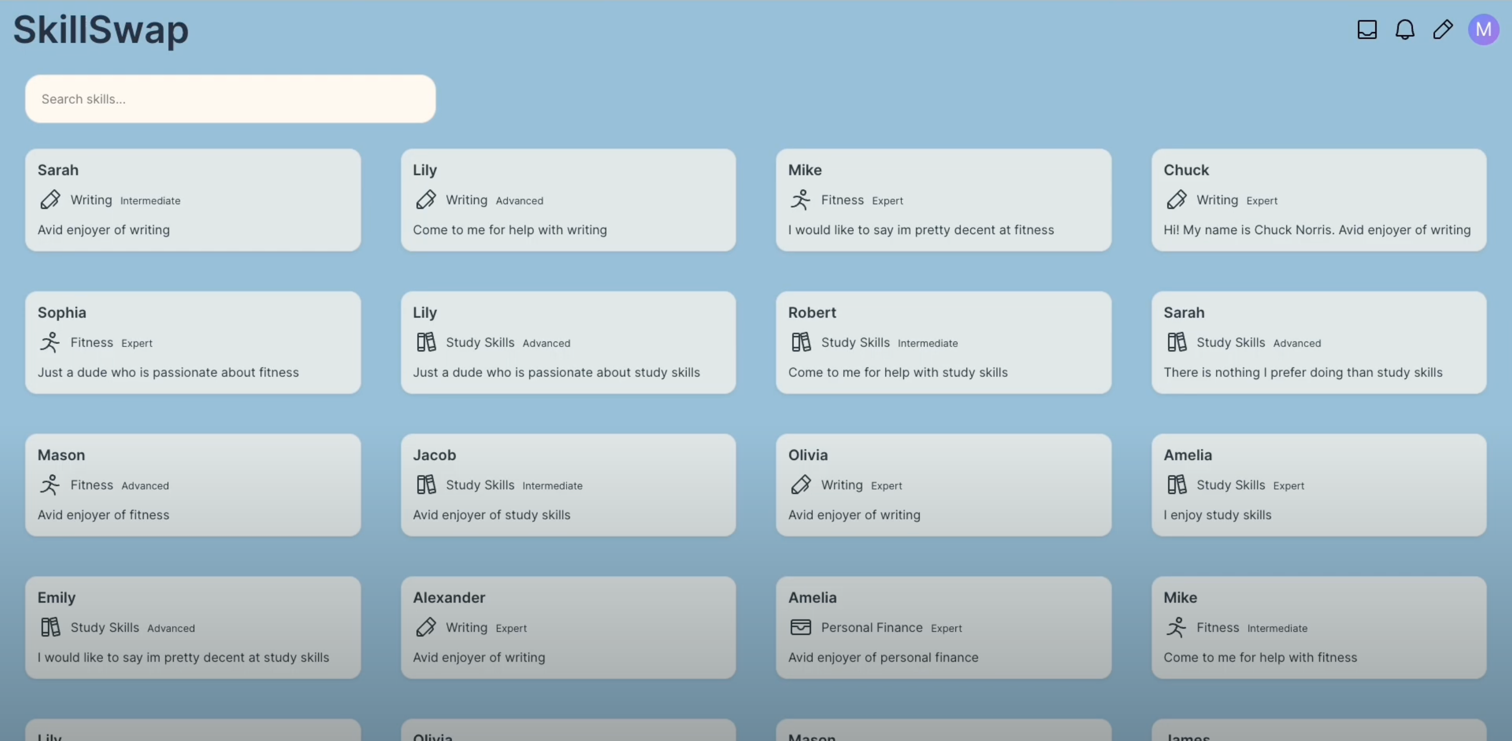 SkillSwap
M
Search skills...
Sarah
Writing Intermediate
Avid enjoyer of writing
Lily
Writing Advanced
Come to me for help with writing
Mike
Fitness Expert
I would like to say im pretty decent at fitness
Chuck
Writing Expert
Hi! My name is Chuck Norris. Avid enjoyer of writing
Sophia
Fitness Expert
Just a dude who is passionate about fitness
Lily
Study Skills Advanced
Just a dude who is passionate about study skills
Robert
Study Skills Intermediate
Come to me for help with study skills
Sarah
Study Skills Advanced
There is nothing I prefer doing than study skills
Mason
Fitness Advanced
Avid enjoyer of fitness
Jacob
Study Skills Intermediate
Avid enjoyer of study skills
Olivia
Writing Expert
Avid enjoyer of writing
Amelia
Study Skills Expert
I enjoy study skills
Emily
Study Skills Advanced
I would like to say im pretty decent at study skills
Alexander
Writing Expert
Avid enjoyer of writing
Amelia
Personal Finance Expert
Avid enjoyer of personal finance
Mike
Fitness Intermediate
Come to me for help with fitness
Lily
Olivia
Mason
James